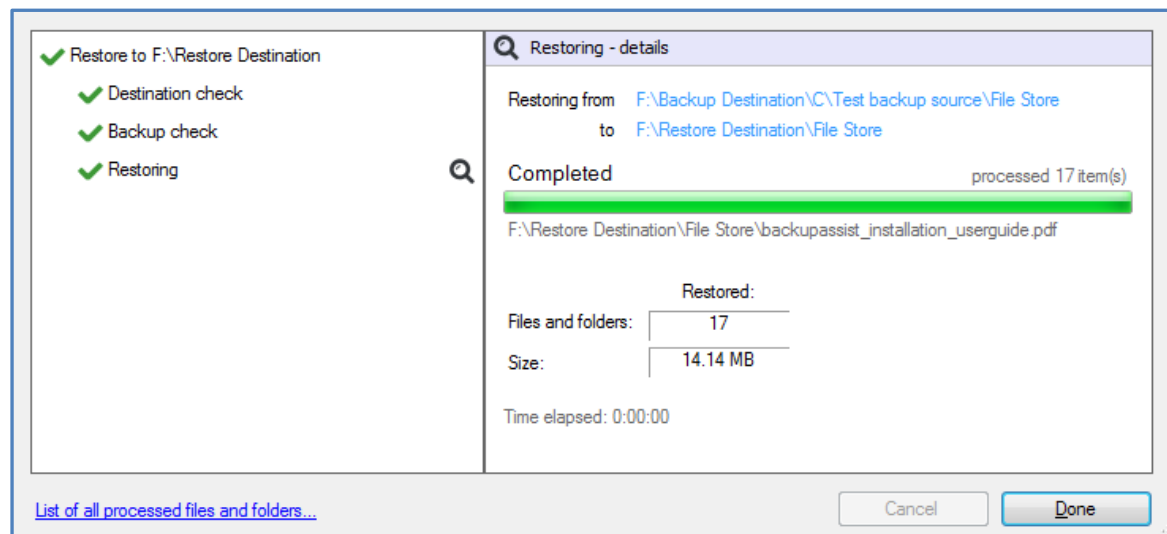 Restore to F:\Restore Destination
Destination check
Backup check
Restoring
Restoring - details
Restoring from F:\Backup Destination\C\Test backup source\File Store
to F:\Restore Destination\File Store
Completed processed 17 item(s)
F:\Restore Destination\File Store\backupassist_installation_userguide.pdf
Restored:
Files and folders: 17
Size: 14.14 MB
Time elapsed: 0:00:00
List of all processed files and folders...
Cancel Done